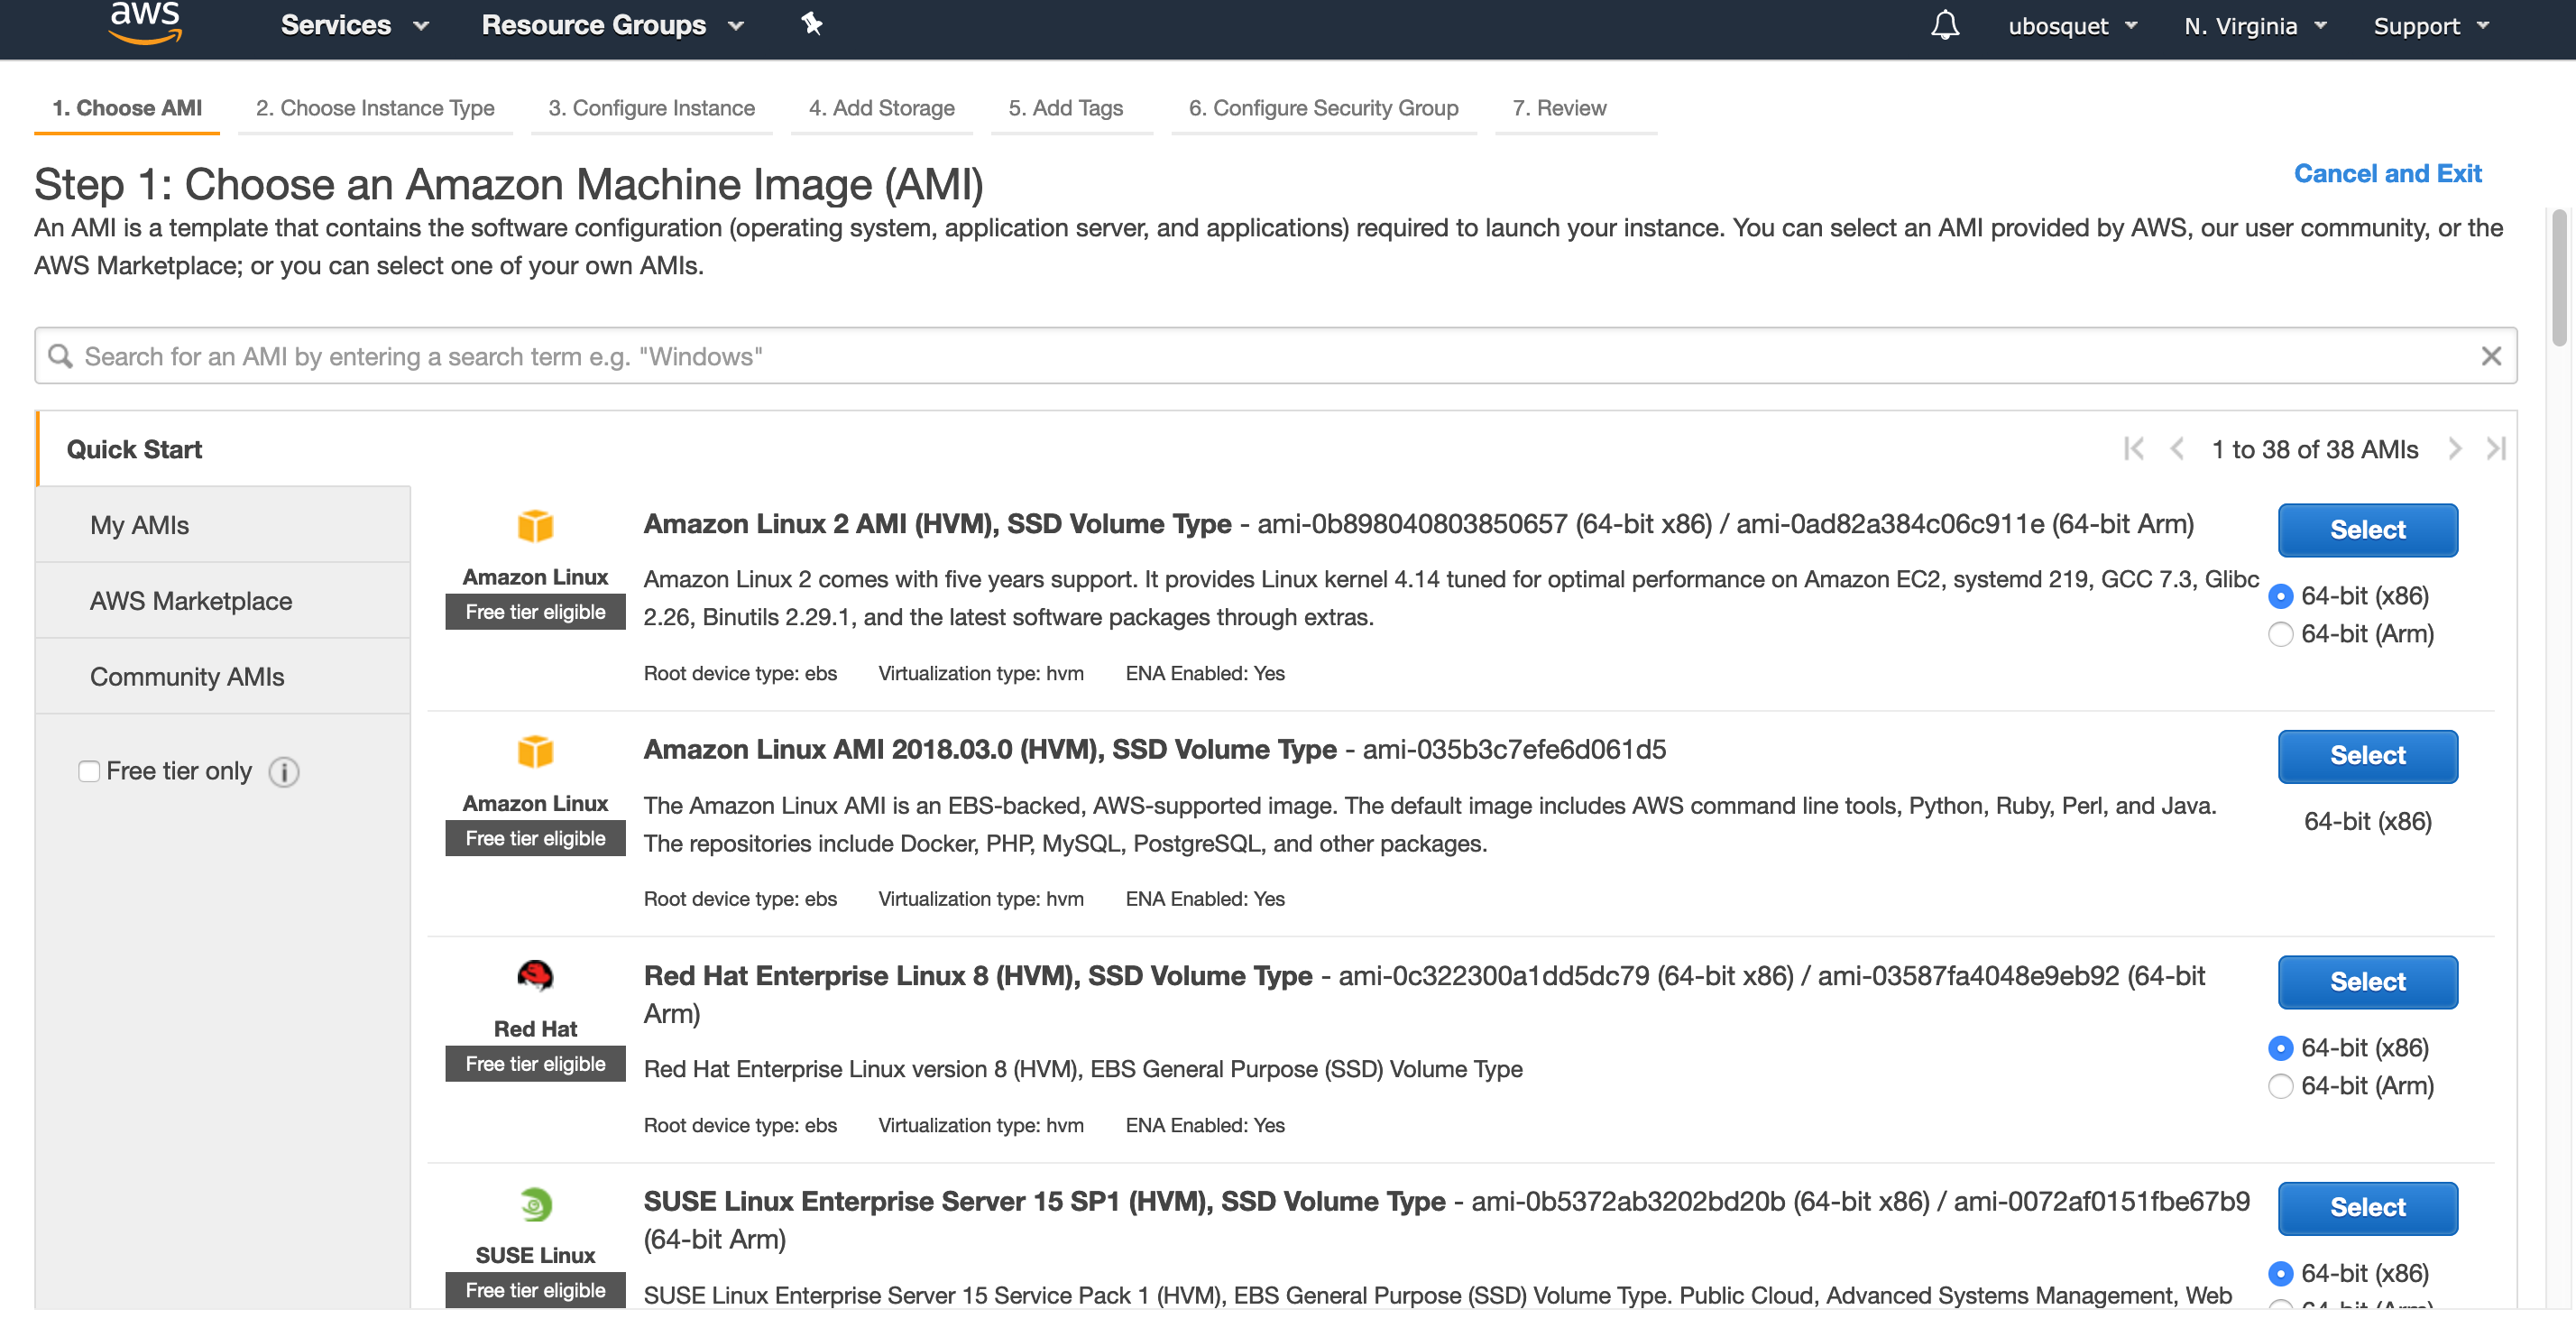 aws
Services
Resource Groups
ubosquet
N. Virginia
Support
1. Choose AMI
2. Choose Instance Type
3. Configure Instance
4. Add Storage
5. Add Tags
6. Configure Security Group
7. Review
Step 1: Choose an Amazon Machine Image (AMI)
Cancel and Exit
An AMI is a template that contains the software configuration (operating system, application server, and applications) required to launch your instance. You can select an AMI provided by AWS, our user community, or the
AWS Marketplace; or you can select one of your own AMIs.
Search for an AMI by entering a search term e.g. "Windows"
Quick Start
1 to 38 of 38 AMIs
My AMIs
AWS Marketplace
Community AMIs
Free tier only
Amazon Linux
Free tier eligible
Amazon Linux 2 AMI (HVM), SSD Volume Type - ami-0b898040803850657 (64-bit x86) / ami-0ad82a384c06c911e (64-bit Arm)
Amazon Linux 2 comes with five years support. It provides Linux kernel 4.14 tuned for optimal performance on Amazon EC2, systemd 219, GCC 7.3, Glibc
2.26, Binutils 2.29.1, and the latest software packages through extras.
Root device type: ebs
Virtualization type: hvm
ENA Enabled: Yes
Select
64-bit (x86)
64-bit (Arm)
Amazon Linux
Free tier eligible
Amazon Linux AMI 2018.03.0 (HVM), SSD Volume Type - ami-035b3c7efe6d061d5
The Amazon Linux AMI is an EBS-backed, AWS-supported image. The default image includes AWS command line tools, Python, Ruby, Perl, and Java.
The repositories include Docker, PHP, MySQL, PostgreSQL, and other packages.
Root device type: ebs
Virtualization type: hvm
ENA Enabled: Yes
Select
64-bit (x86)
Red Hat
Free tier eligible
Red Hat Enterprise Linux 8 (HVM), SSD Volume Type - ami-0c322300a1dd5dc79 (64-bit x86) / ami-03587fa4048e9eb92 (64-bit
Arm)
Red Hat Enterprise Linux version 8 (HVM), EBS General Purpose (SSD) Volume Type
Root device type: ebs
Virtualization type: hvm
ENA Enabled: Yes
Select
64-bit (x86)
64-bit (Arm)
SUSE Linux
Free tier eligible
SUSE Linux Enterprise Server 15 SP1 (HVM), SSD Volume Type - ami-0b5372ab3202bd20b (64-bit x86) / ami-0072af0151fbe67b9
(64-bit Arm)
SUSE Linux Enterprise Server 15 Service Pack 1 (HVM), EBS General Purpose (SSD) Volume Type. Public Cloud, Advanced Systems Management, Web
Select
64-bit (x86)
64-bit (Arm)